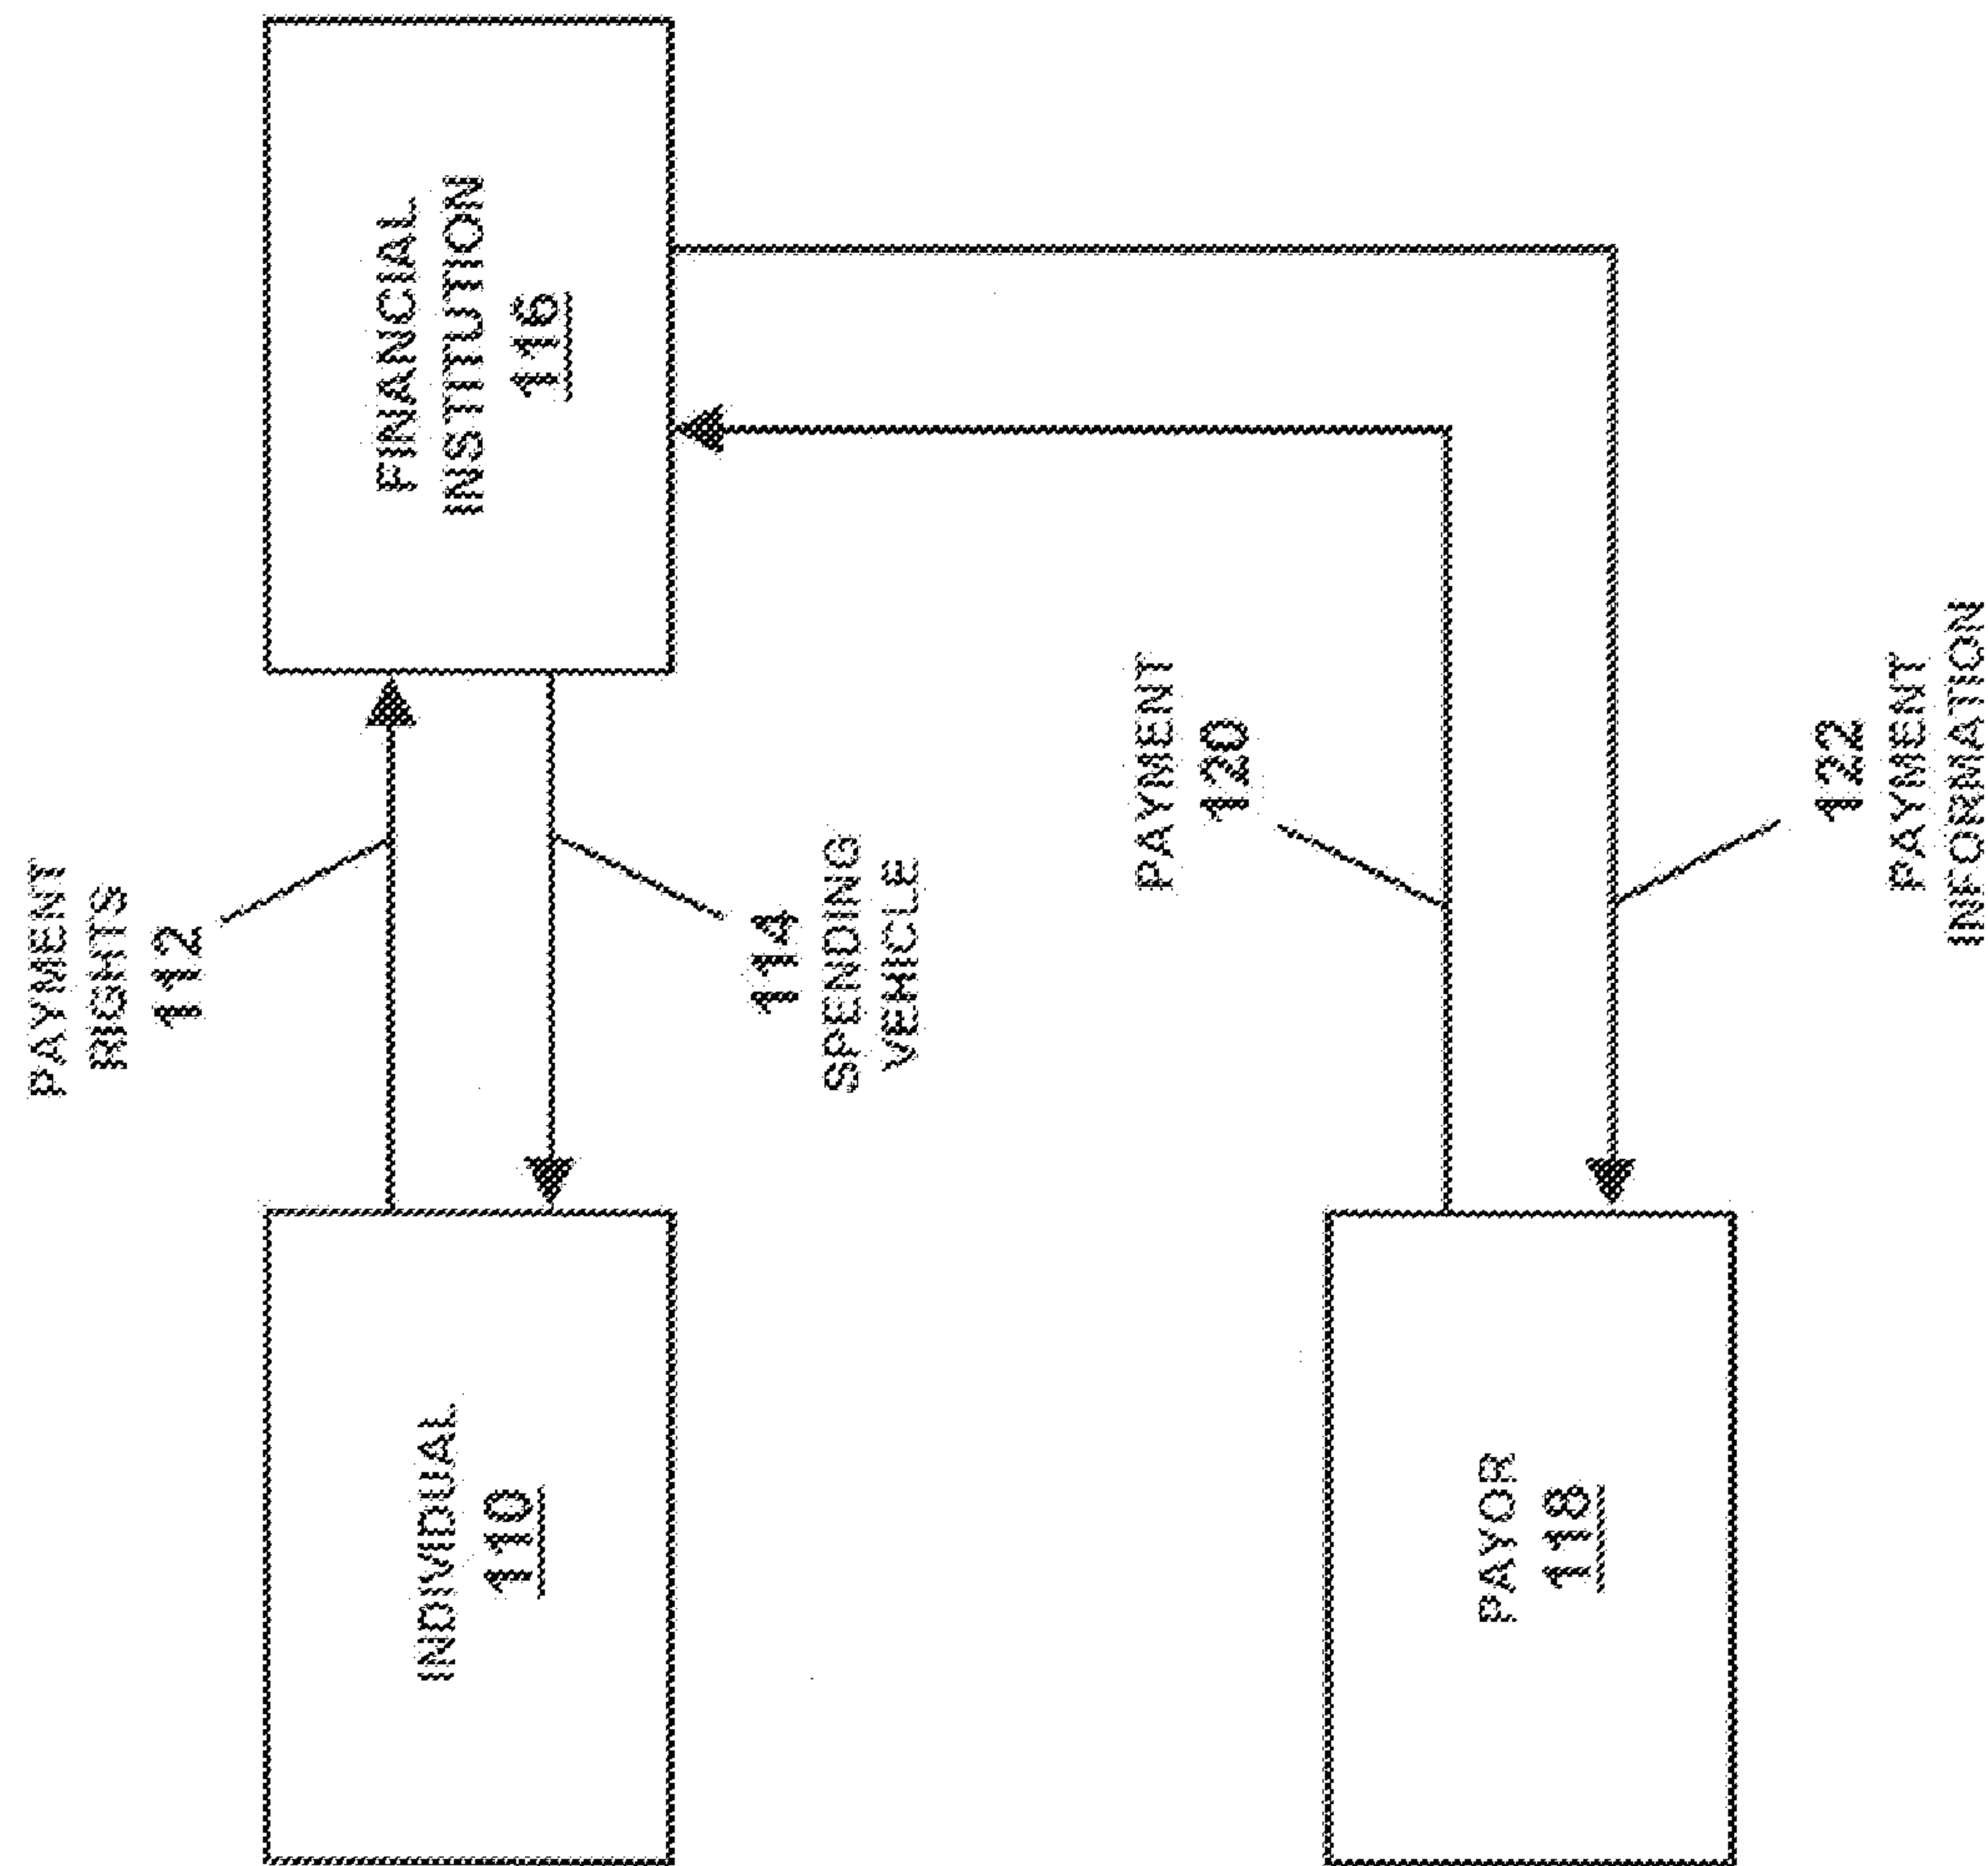 PAYMENT
RIGHTS
112
INDIVIDUAL
110
FINANCIAL
INSTITUTION
116
114
SPENDING
VEHICLE
PAYMENT
120
PAYOR
118
122
PAYMENT
INFORMATION